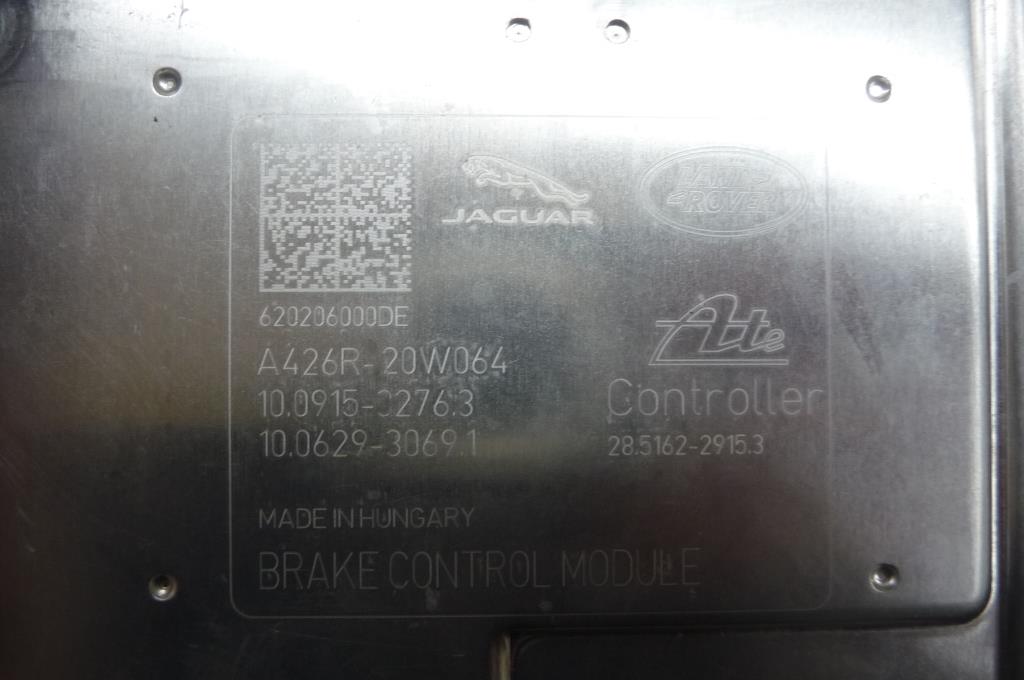 JAGUAR
LAND
ROVER
620206000DE
A426R-20W064
10.0915-3276.3
10.0629-3069.1
Ate
Controller
28.5162-2915.3
MADE IN HUNGARY
BRAKE CONTROL MODULE